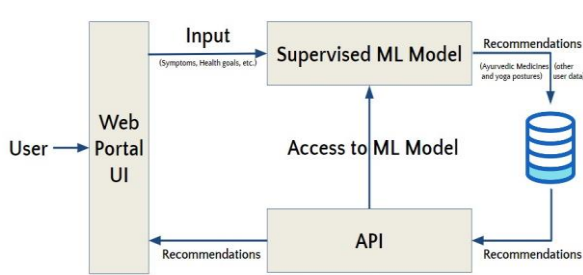 User
Web
Portal
UI
Input
(Symptoms, Health goals, etc.)
Supervised ML Model
Recommendations
(Ayurvedic Medicines (other
and yoga postures) user data)
Access to ML Model
API
Recommendations
Recommendations